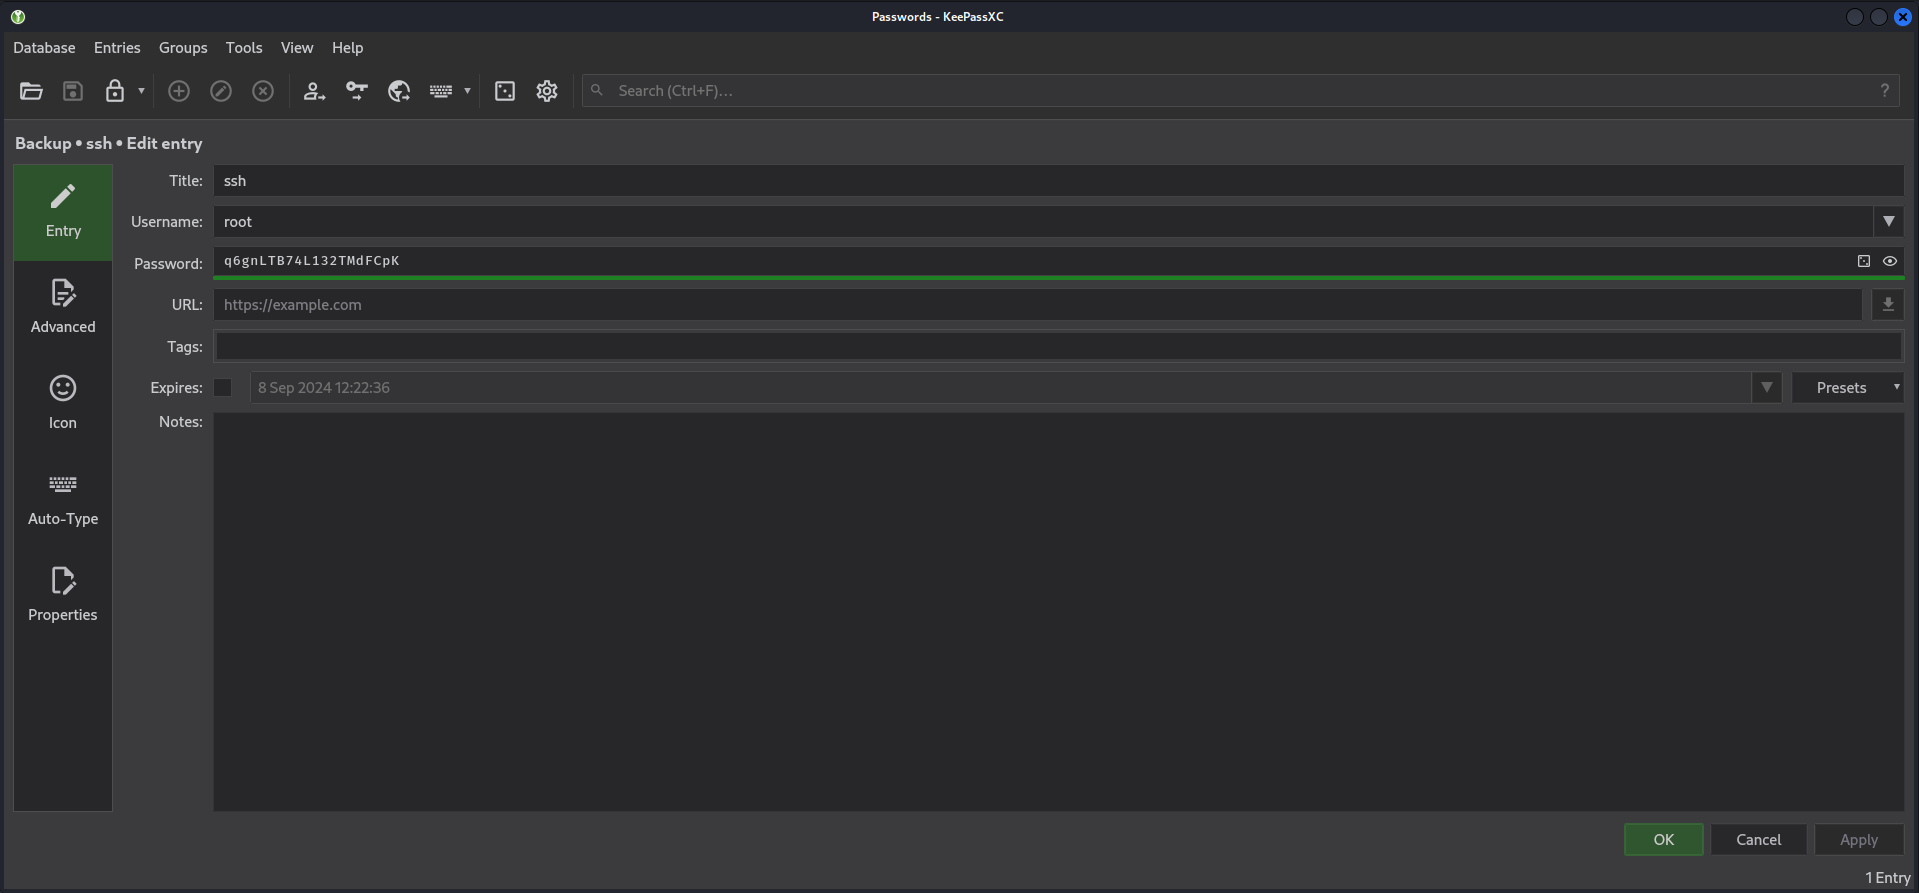 Passwords - KeePassXC
Database Entries Groups Tools View Help
Search (Ctrl+F)... ?
Backup • ssh • Edit entry
Entry
Advanced
Icon
Auto-Type
Properties
Title: ssh
Username: root
Password: q6gnLTB74L132TMdFCpK
URL: https://example.com
Tags:
Expires: 8 Sep 2024 12:22:36 Presets
Notes:
OK Cancel Apply
1 Entry